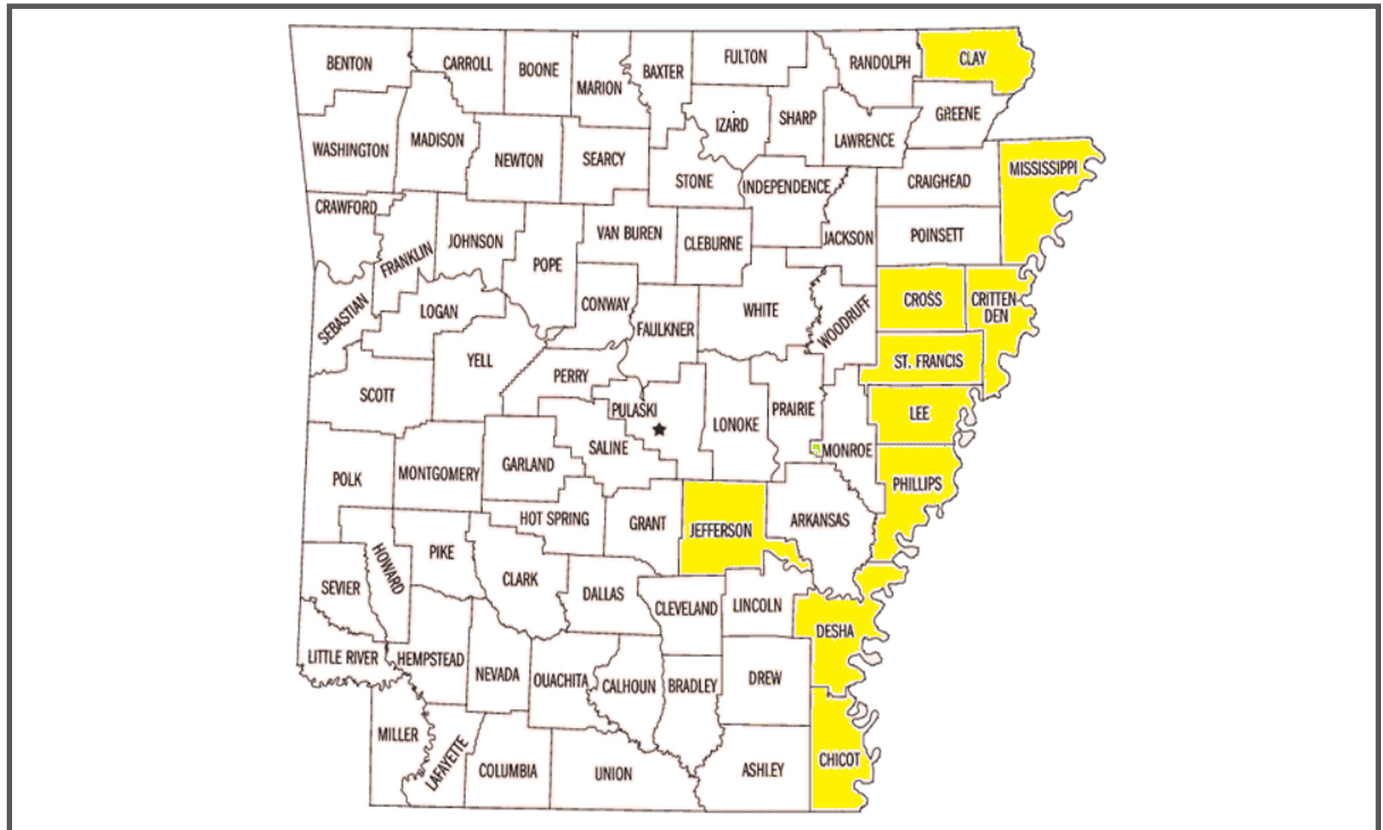 BENTON
CARROLL
BOONE
MARION
BAXTER
FULTON
RANDOLPH
CLAY
WASHINGTON
MADISON
NEWTON
SEARCY
IZARD
SHARP
LAWRENCE
GREENE
STONE
INDEPENDENCE
CRAIGHEAD
MISSISSIPPI
CRAWFORD
FRANKLIN
JOHNSON
POPE
VAN BUREN
CLEBURNE
JACKSON
POINSETT
SEBASTIAN
LOGAN
CONWAY
FAULKNER
WHITE
WOODRUFF
CROSS
CRITTEN-
DEN
YELL
PERRY
ST. FRANCIS
SCOTT
PULASKI
LONOKE
PRAIRIE
LEE
POLK
MONTGOMERY
GARLAND
SALINE
MONROE
PHILLIPS
HOT SPRING
GRANT
JEFFERSON
ARKANSAS
SEVIER
HOWARD
PIKE
CLARK
DALLAS
CLEVELAND
LINCOLN
DESHA
LITTLE RIVER
HEMPSTEAD
NEVADA
OUACHITA
CALHOUN
BRADLEY
DREW
MILLER
LAFAYETTE
COLUMBIA
UNION
ASHLEY
CHICOT